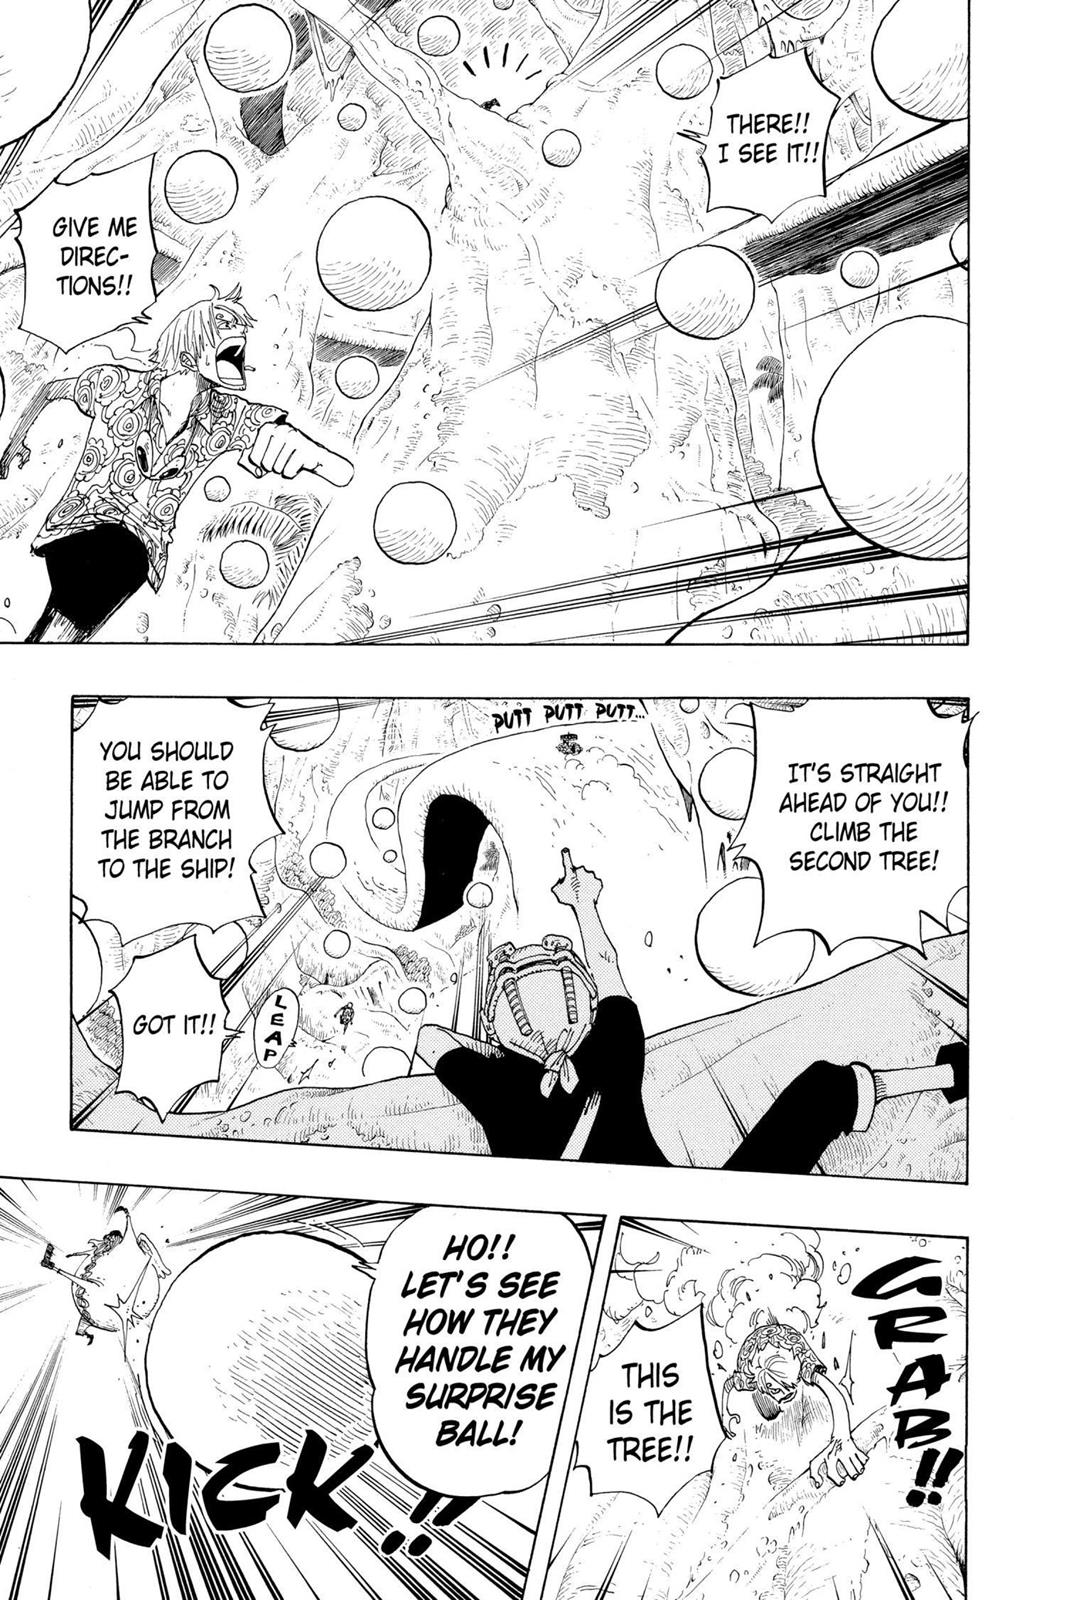 THERE!!
I SEE IT!!
GIVE ME
DIREC-
TIONS!!
PUTT PUTT PUTT...
IT'S STRAIGHT
AHEAD OF YOU!!
CLIMB THE
SECOND TREE!
YOU SHOULD
BE ABLE TO
JUMP FROM
THE BRANCH
TO THE SHIP!
GOT IT!!
LEAP
GRAB!!
THIS
IS THE
TREE!!
HO!!
LET'S SEE
HOW THEY
HANDLE MY
SURPRISE
BALL!
KICK!!